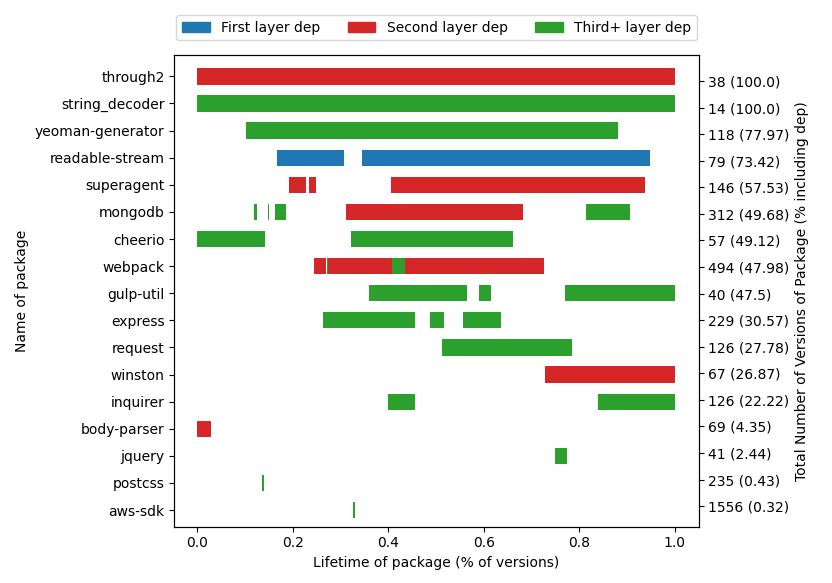 First layer dep Second layer dep Third+ layer dep
through2 38 (100.0)
string_decoder 14 (100.0)
yeoman-generator 118 (77.97)
readable-stream 79 (73.42)
superagent 146 (57.53)
mongodb 312 (49.68)
cheerio 57 (49.12)
webpack 494 (47.98)
gulp-util 40 (47.5)
express 229 (30.57)
request 126 (27.78)
winston 67 (26.87)
inquirer 126 (22.22)
body-parser 69 (4.35)
jquery 41 (2.44)
postcss 235 (0.43)
aws-sdk 1556 (0.32)
0.0 0.2 0.4 0.6 0.8 1.0
Lifetime of package (% of versions)
Name of package
Total Number of Versions of Package (% including dep)